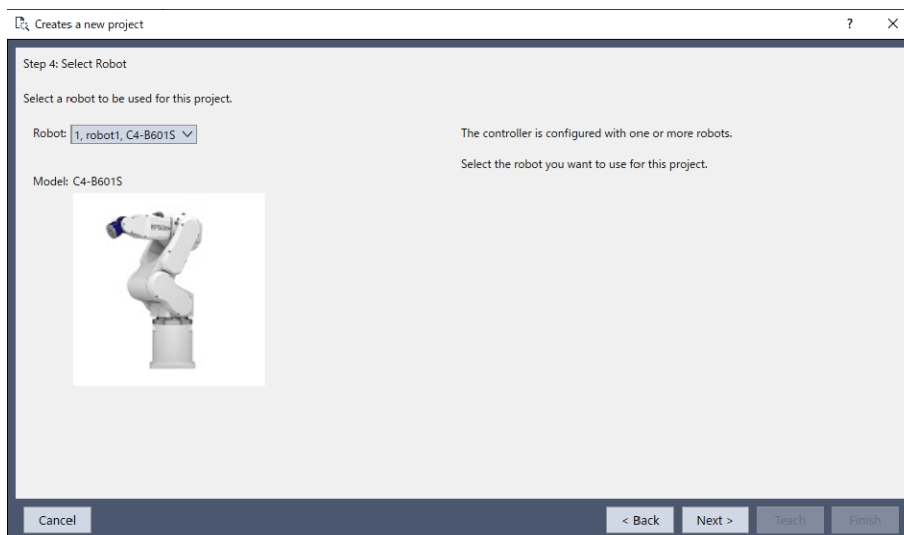 Creates a new project
?
Step 4: Select Robot
Select a robot to be used for this project.
Robot: 1, robot1, C4-B601S
The controller is configured with one or more robots.
Select the robot you want to use for this project.
Model: C4-B601S
EPSON
Cancel
< Back
Next >
Teach
Finish